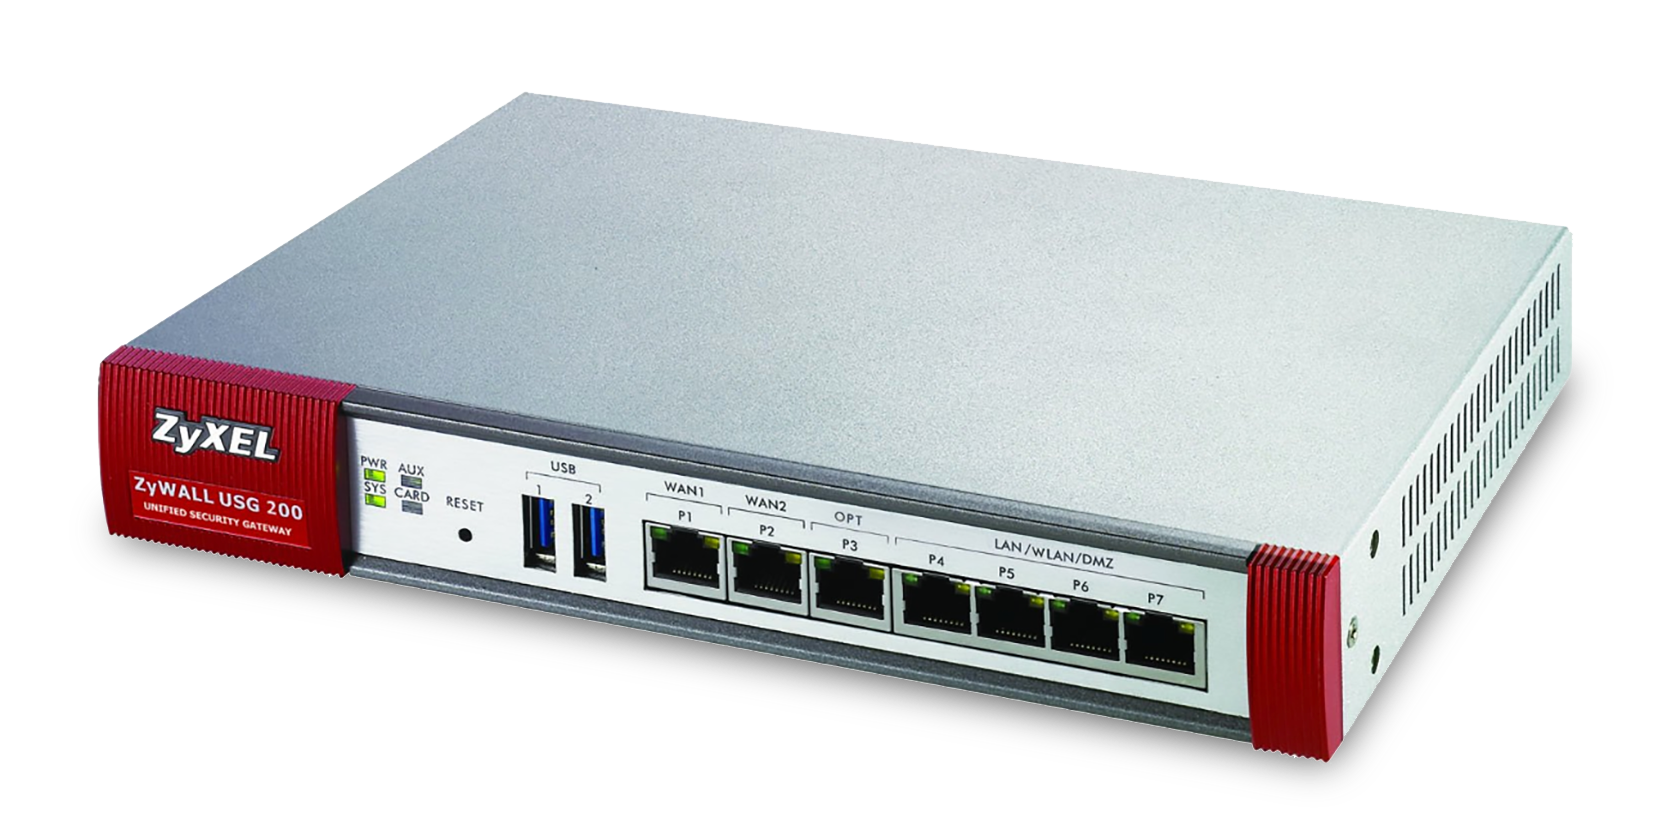 ZyXEL
ZyWALL USG 200
UNIFIED SECURITY GATEWAY
PWR AUX
SYS CARD
RESET
USB
1 2
WAN1 WAN2 OPT LAN/WLAN/DMZ
P1 P2 P3 P4 P5 P6 P7